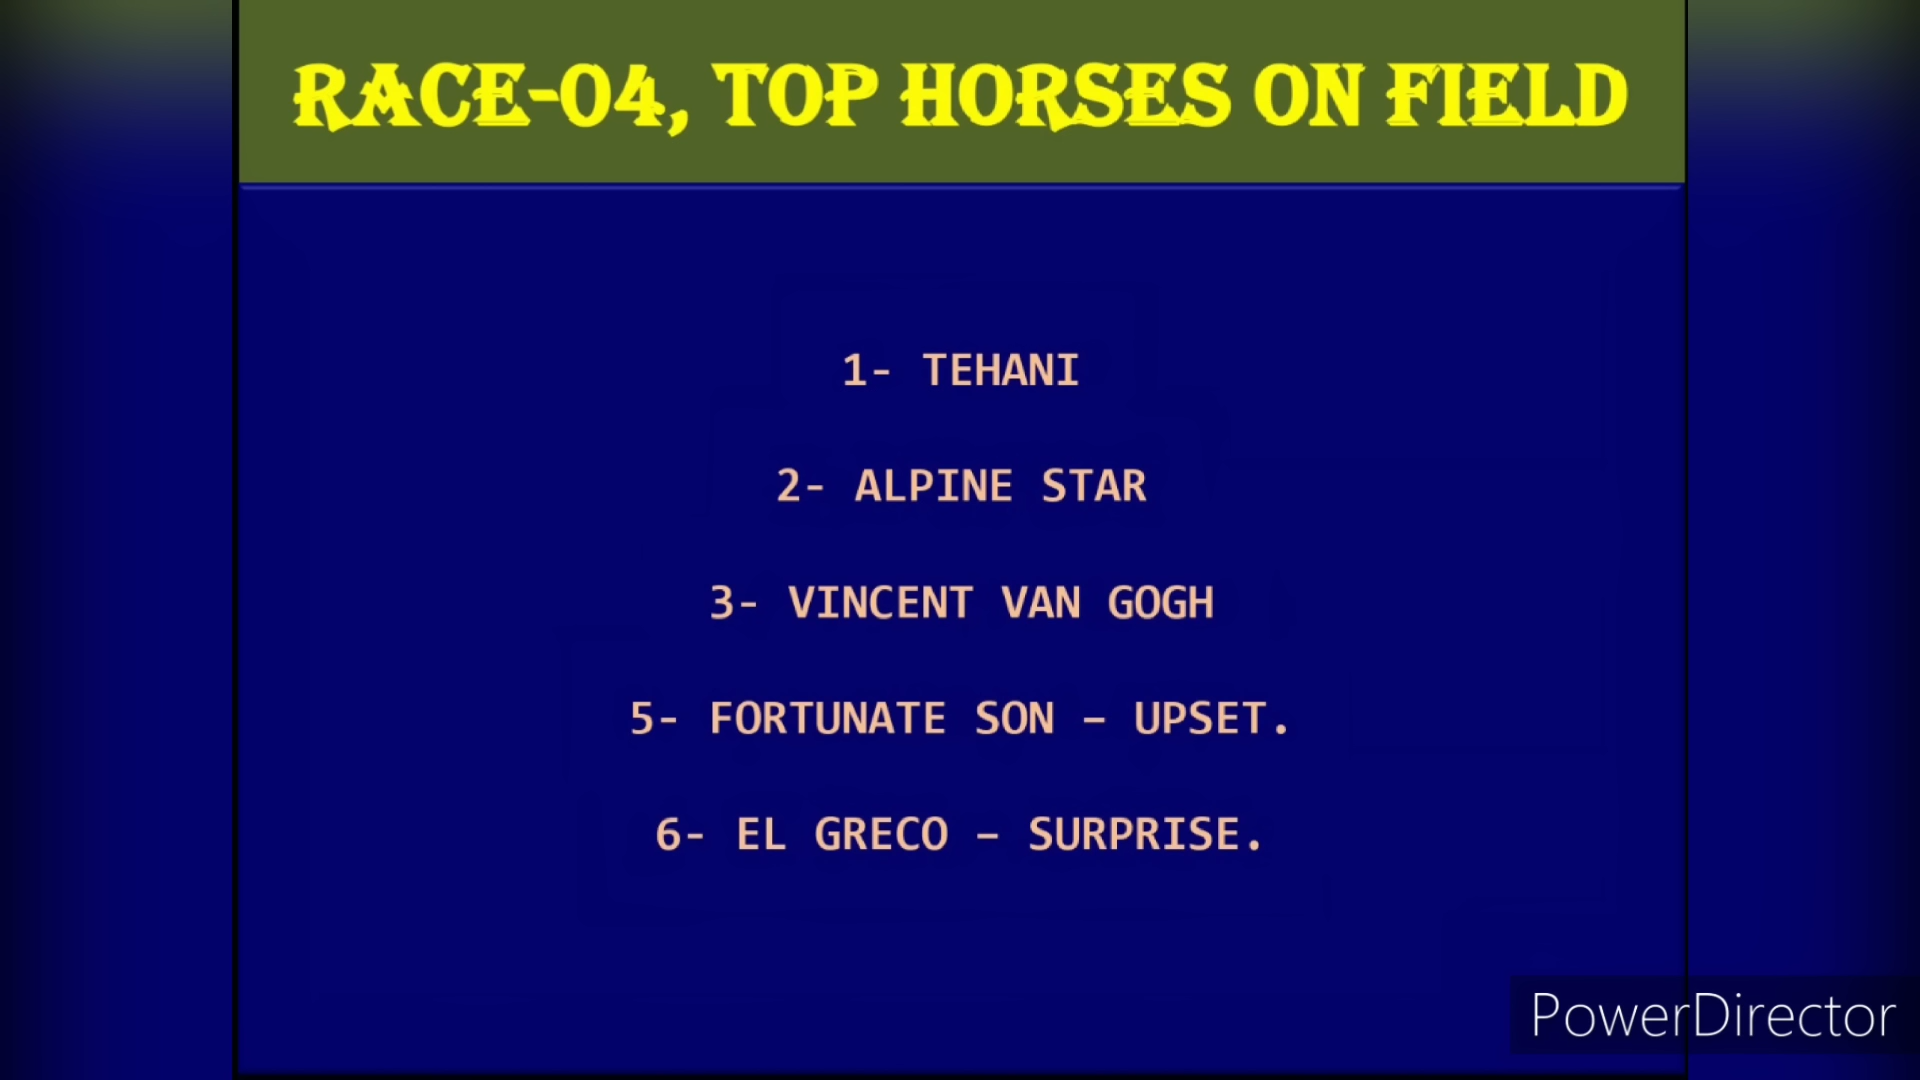 RACE-04, TOP HORSES ON FIELD
1- TEHANI
2- ALPINE STAR
3- VINCENT VAN GOGH
5- FORTUNATE SON – UPSET.
6- EL GRECO – SURPRISE.
PowerDirector